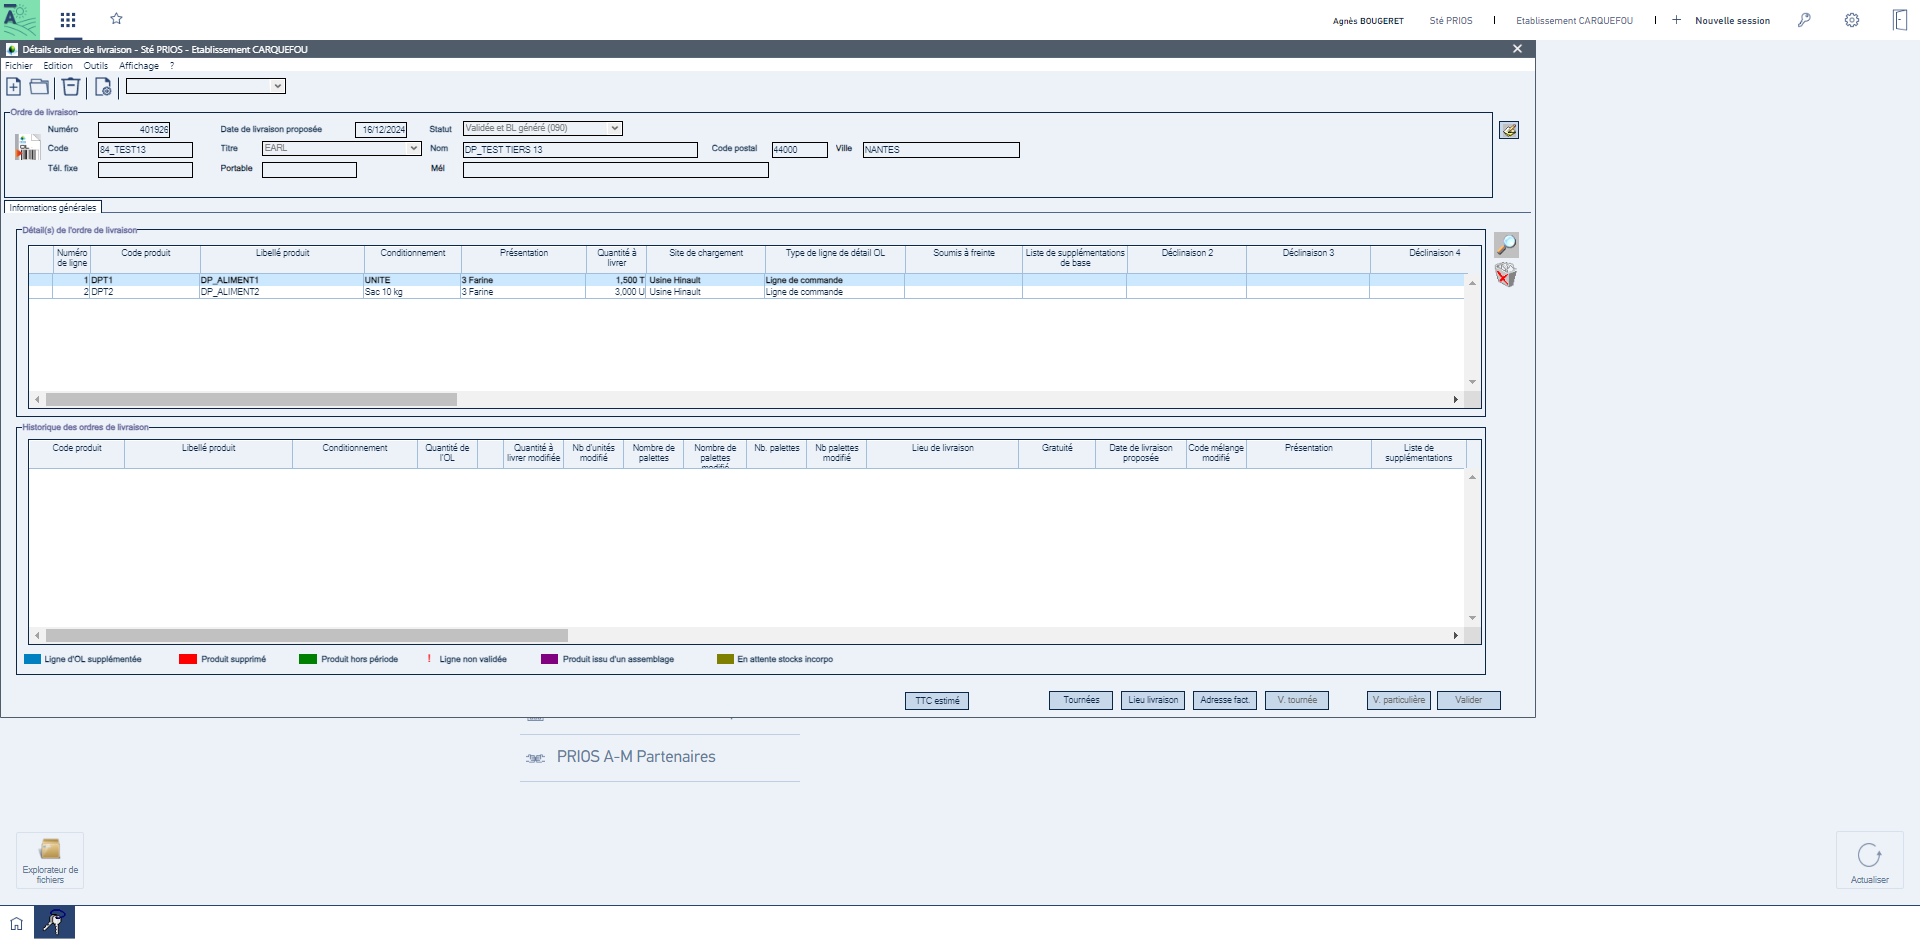 Agnès BOUGERET Sté PRIOS Etablissement CARQUEFOU Nouvelle session
Détails ordres de livraison - Sté PRIOS - Etablissement CARQUEFOU
Fichier Edition Outils Affichage ?
Ordre de livraison
Numéro 401926 Date de livraison proposée 16/12/2024 Statut Validée et BL généré (090)
Code 84_TEST13 Titre EARL Nom DP_TEST TIERS 13 Code postal 44000 Ville NANTES
Tél. fixe Portable Mél
Informations générales
Détail(s) de l'ordre de livraison
Numéro de ligne Code produit Libellé produit Conditionnement Présentation Quantité à livrer Site de chargement Type de ligne de détail OL Soumis à freinte Liste de supplémentations de base Déclinaison 2 Déclinaison 3 Déclinaison 4
1 DPT1 DP_ALIMENT1 UNITE 3 Farine 1,500 T Usine Hinault Ligne de commande
2 DPT2 DP_ALIMENT2 Sac 10 kg 3 Farine 3,000 U Usine Hinault Ligne de commande
Historique des ordres de livraison
Code produit Libellé produit Conditionnement Quantité de l'OL Quantité à livrer modifiée Nb d'unités modifié Nombre de palettes Nombre de palettes modifié Nb. palettes Nb palettes modifié Lieu de livraison Gratuité Date de livraison proposée Code mélange modifié Présentation Liste de supplémentations
Ligne d'OL supplémentée Produit supprimé Produit hors période ! Ligne non validée Produit issu d'un assemblage En attente stocks incorpo
TTC estimé Tournées Lieu livraison Adresse fact. V. tournée V. particulière Valider
PRIOS A-M Partenaires
Explorateur de fichiers
Actualiser